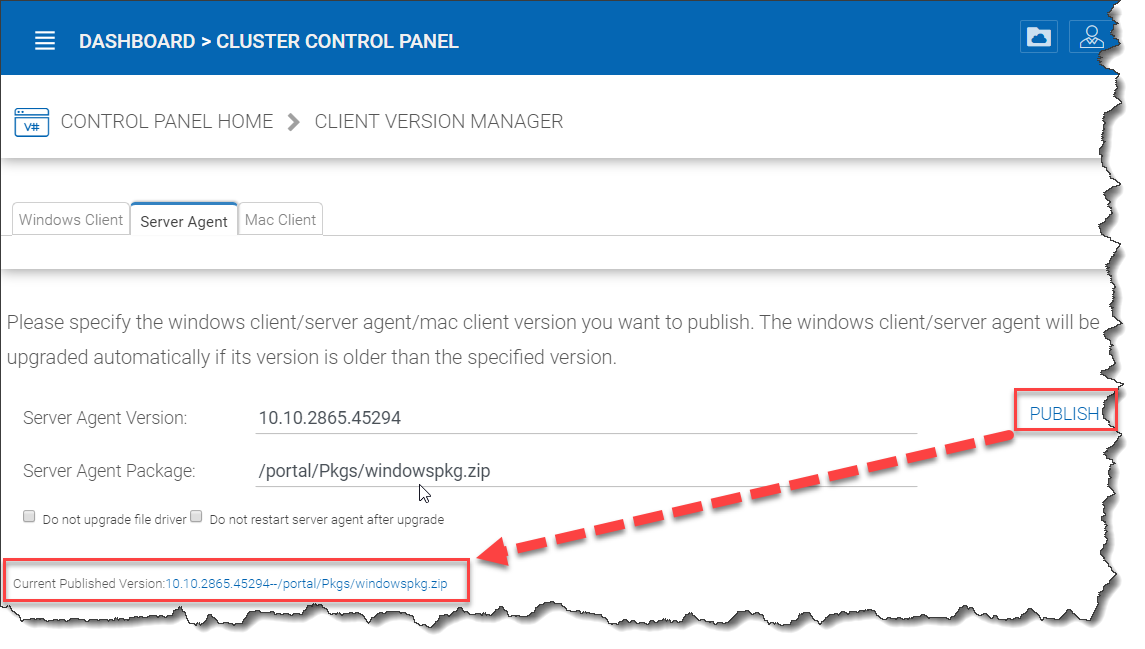 DASHBOARD > CLUSTER CONTROL PANEL
V#
CONTROL PANEL HOME
CLIENT VERSION MANAGER
Windows Client
Server Agent
Mac Client
Please specify the windows client/server agent/mac client version you want to publish. The windows client/server agent will be
upgraded automatically if its version is older than the specified version.
Server Agent Version:
10.10.2865.45294
PUBLISH
Server Agent Package:
/portal/Pkgs/windowspkg.zip
Do not upgrade file driver
Do not restart server agent after upgrade
Current Published Version:10.10.2865.45294--/portal/Pkgs/windowspkg.zip